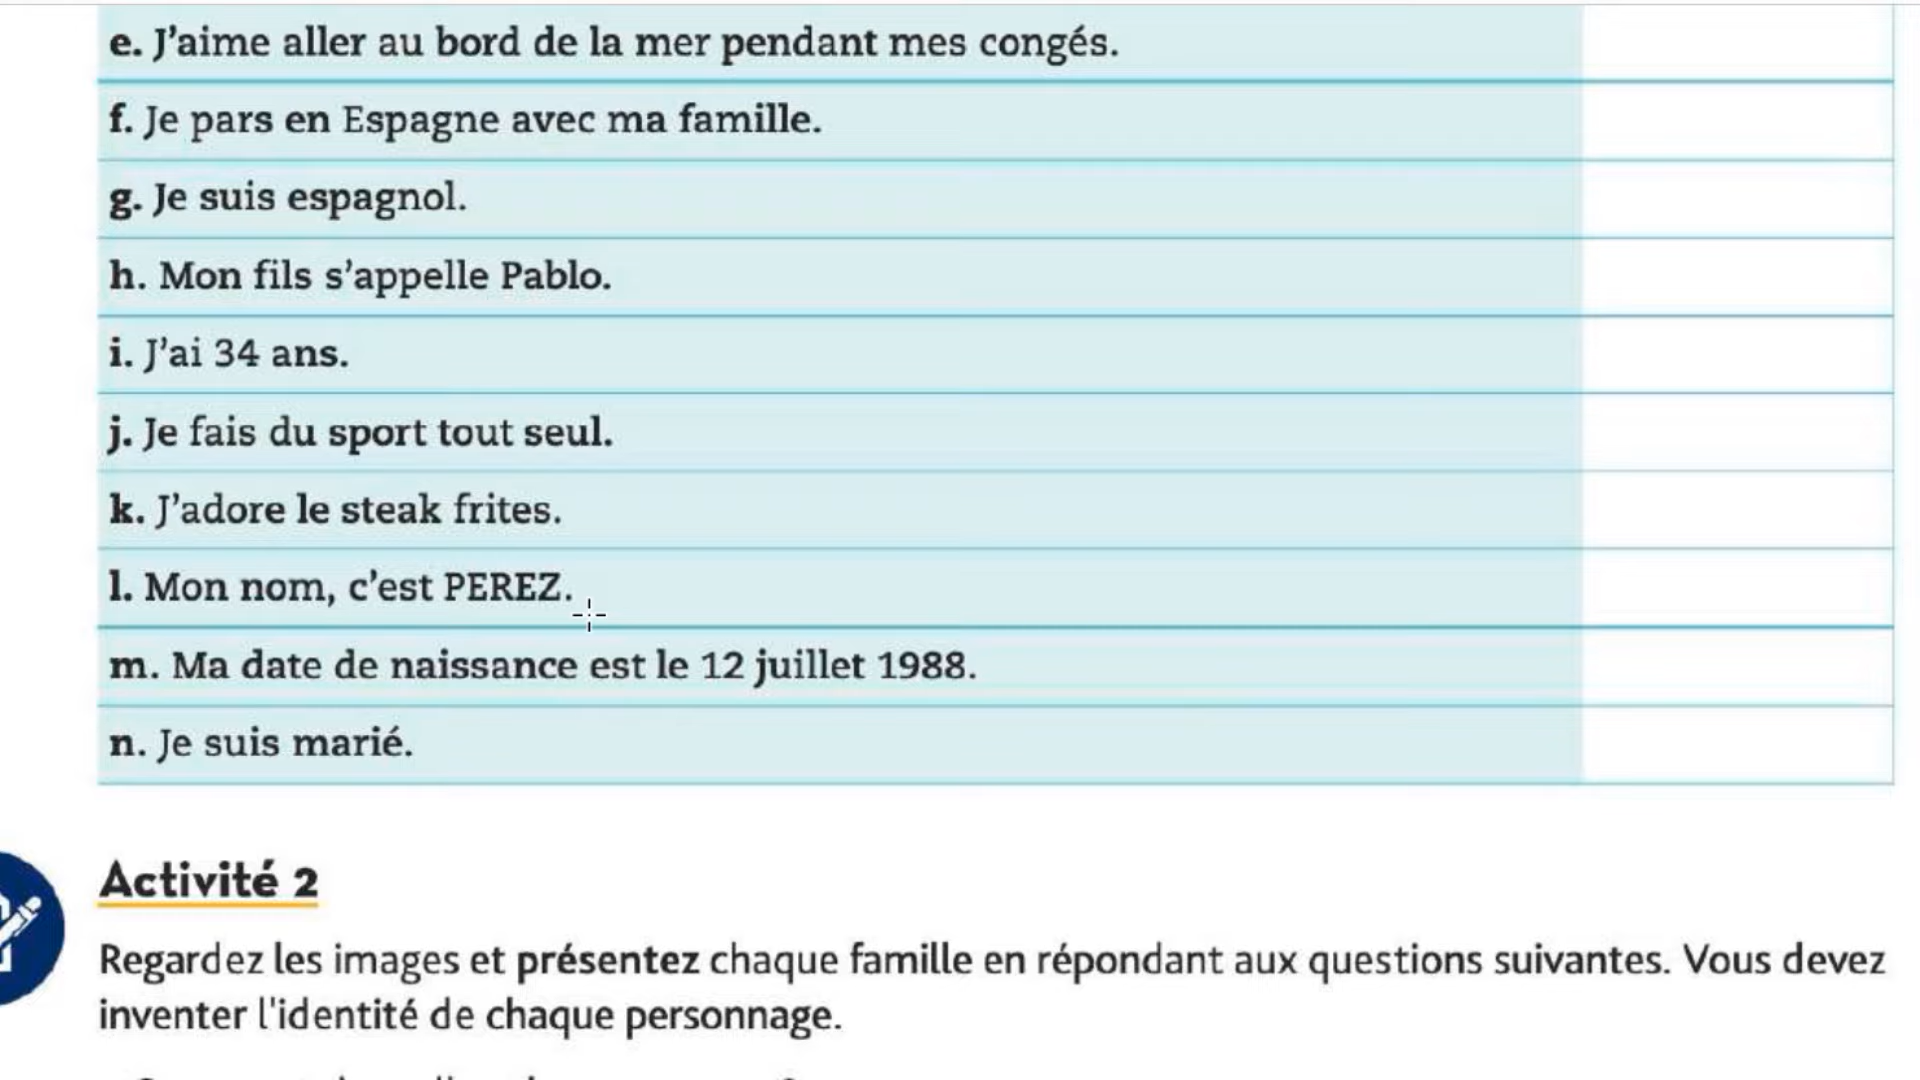 e. J'aime aller au bord de la mer pendant mes congés.
f. Je pars en Espagne avec ma famille.
g. Je suis espagnol.
h. Mon fils s'appelle Pablo.
i. J'ai 34 ans.
j. Je fais du sport tout seul.
k. J'adore le steak frites.
l. Mon nom, c'est PEREZ.
m. Ma date de naissance est le 12 juillet 1988.
n. Je suis marié.
Activité 2
Regardez les images et présentez chaque famille en répondant aux questions suivantes. Vous devez
inventer l'identité de chaque personnage.